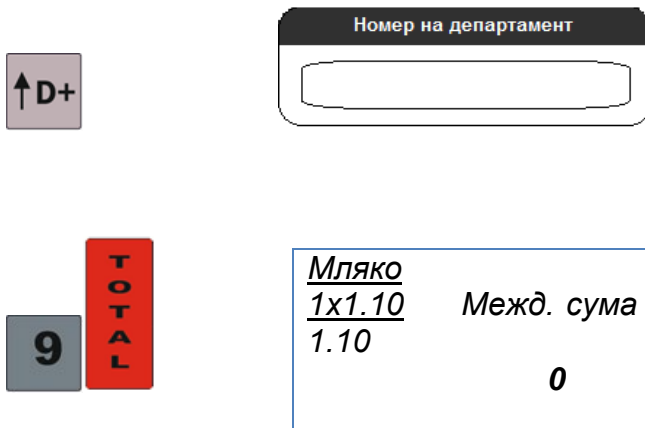 Номер на департамент
↑D+
9
TOTAL
Мляко
1x1.10 Межд. сума
1.10
0